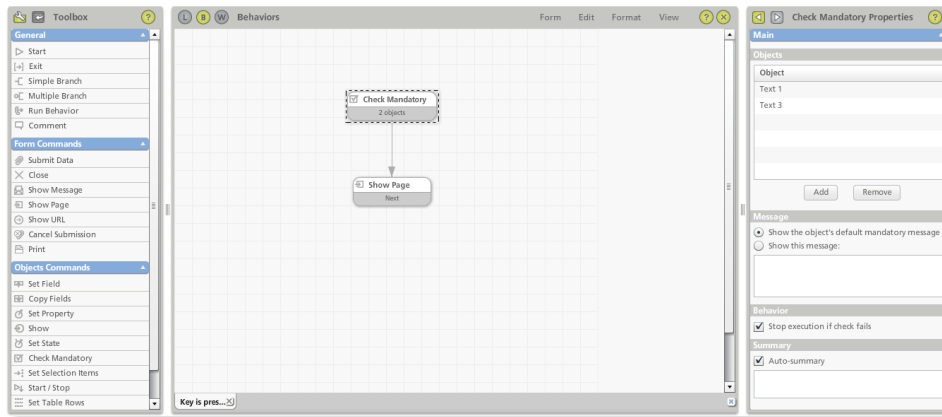 Toolbox
?
General
Start
Exit
Simple Branch
Multiple Branch
Run Behavior
Comment
Form Commands
Submit Data
Close
Show Message
Show Page
Show URL
Cancel Submission
Print
Objects Commands
Set Field
Copy Fields
Set Property
Show
Set State
Check Mandatory
Set Selection Items
Start / Stop
Set Table Rows
L B W Behaviors
Form Edit Format View ?
Check Mandatory
2 objects
Show Page
Next
Key is pres...
Check Mandatory Properties ?
Main
Objects
Object
Text 1
Text 3
Add Remove
Message
Show the object's default mandatory message
Show this message:
Behavior
Stop execution if check fails
Summary
Auto-summary